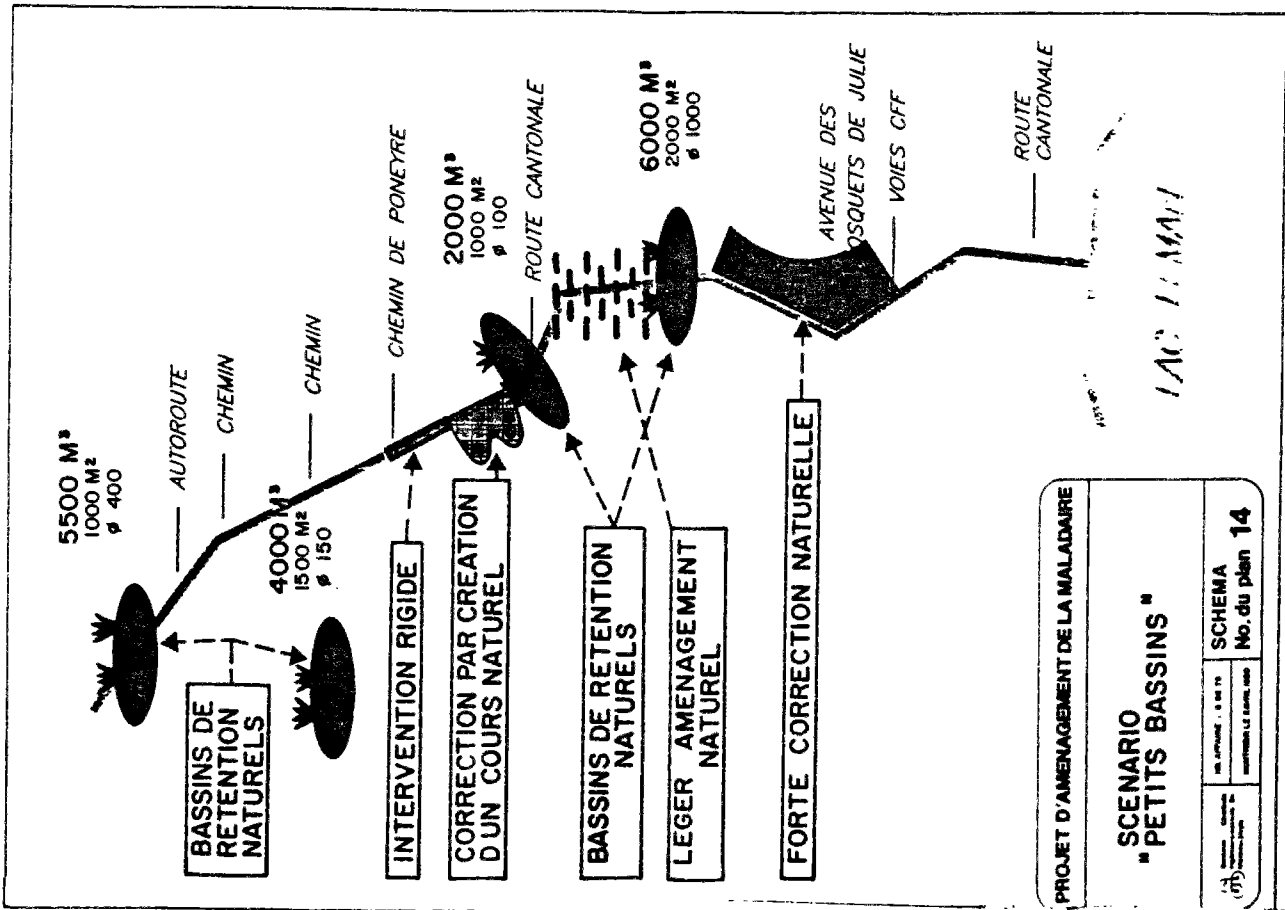 5500 M³
1000 M²
ø 400
AUTOROUTE
CHEMIN
4000 M³
1500 M²
ø 150
CHEMIN
BASSINS DE
RETENTION
NATURELS
CHEMIN DE PONEYRE
INTERVENTION RIGIDE
2000 M³
1000 M²
ø 100
CORRECTION PAR CREATION
D UN COURS NATUREL
ROUTE CANTONALE
BASSINS DE RETENTION
NATURELS
6000 M³
2000 M²
ø 1000
LEGER AMENAGEMENT
NATUREL
AVENUE DES
OSQUETS DE JULIE
FORTE CORRECTION NATURELLE
VOIES CFF
ROUTE
CANTONALE
LAC LEMAN
PROJET D'AMENAGEMENT DE LA MALADAIRE
"SCENARIO
"PETITS BASSINS"
SCHEMA
No. du plan 14